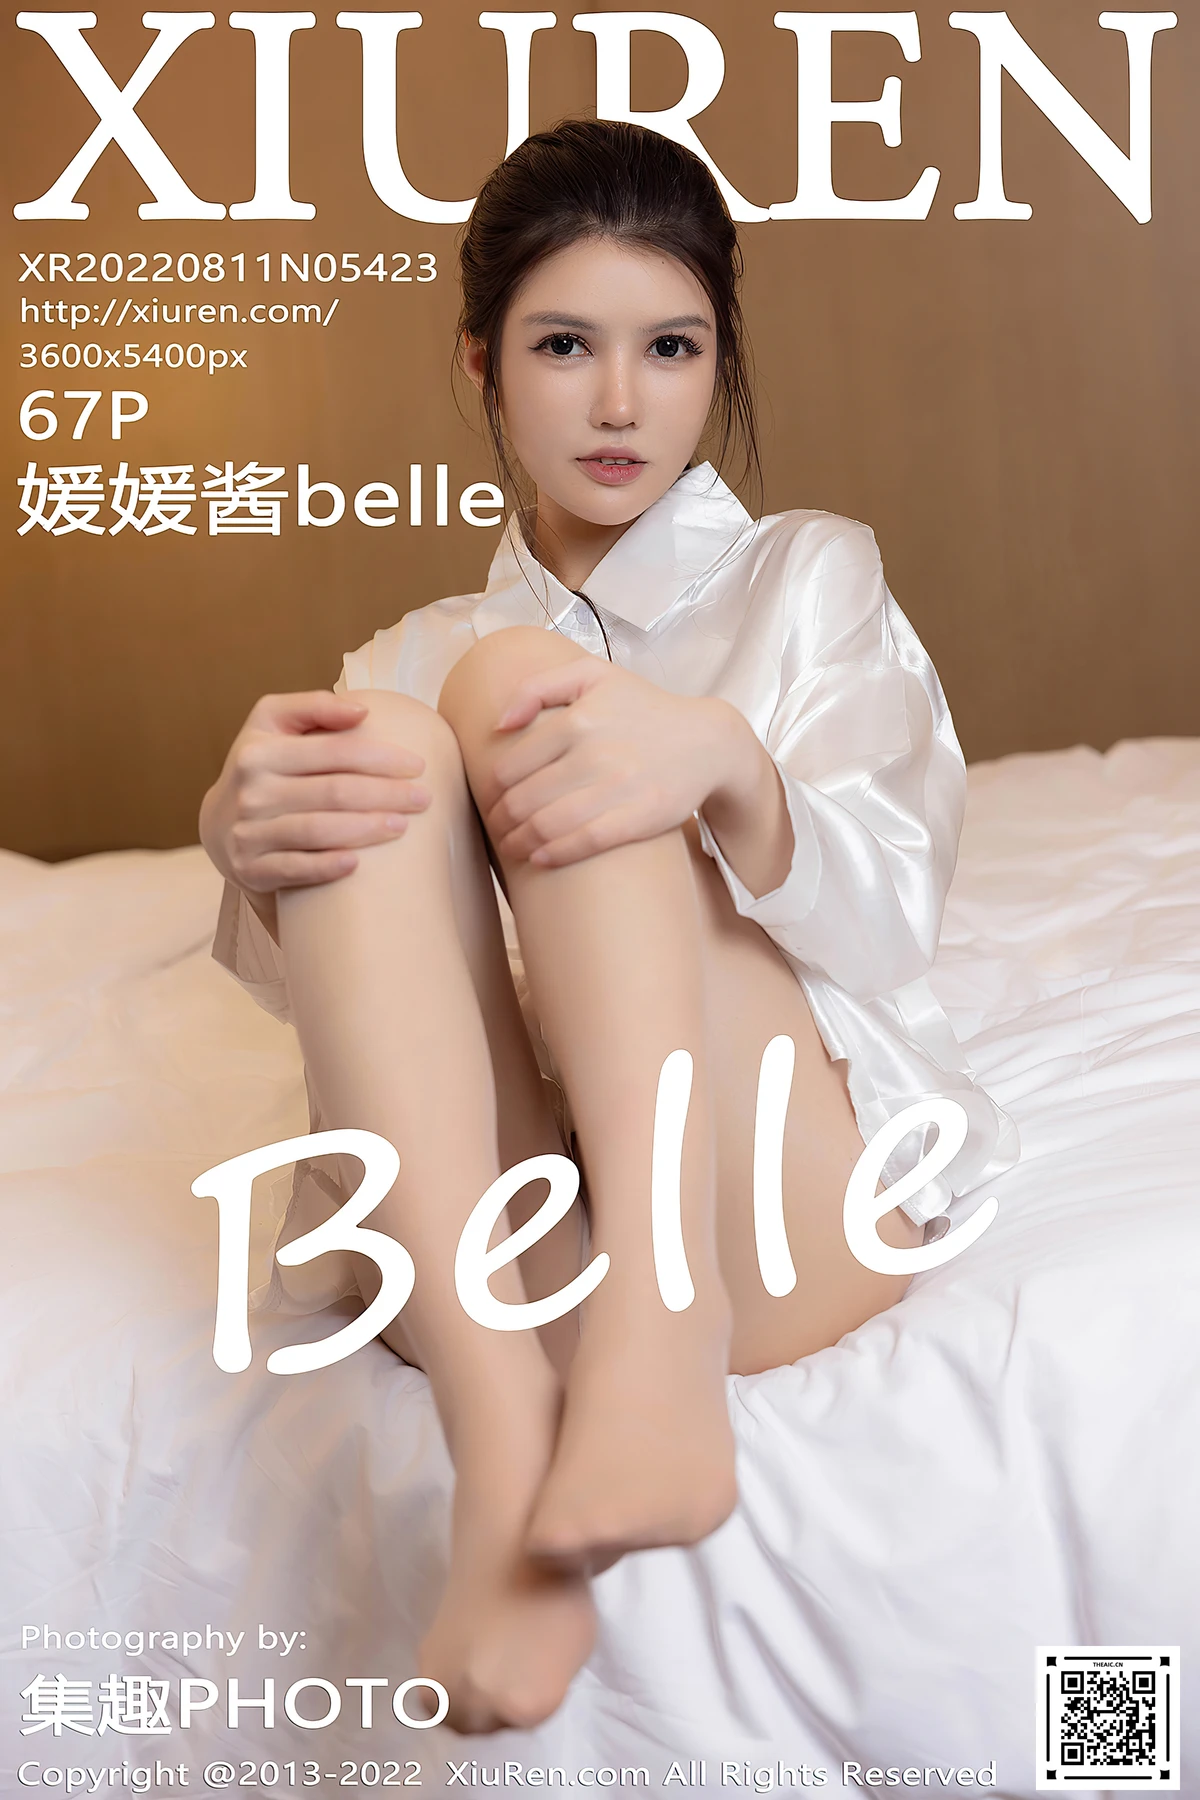 XIUREN
XR20220811N05423
http://xiuren.com/
3600x5400px
67P
媛媛酱belle
Belle
Photography by:
集趣PHOTO
THEAIC.CN
Copyright @2013-2022 XiuRen.com All Rights Reserved